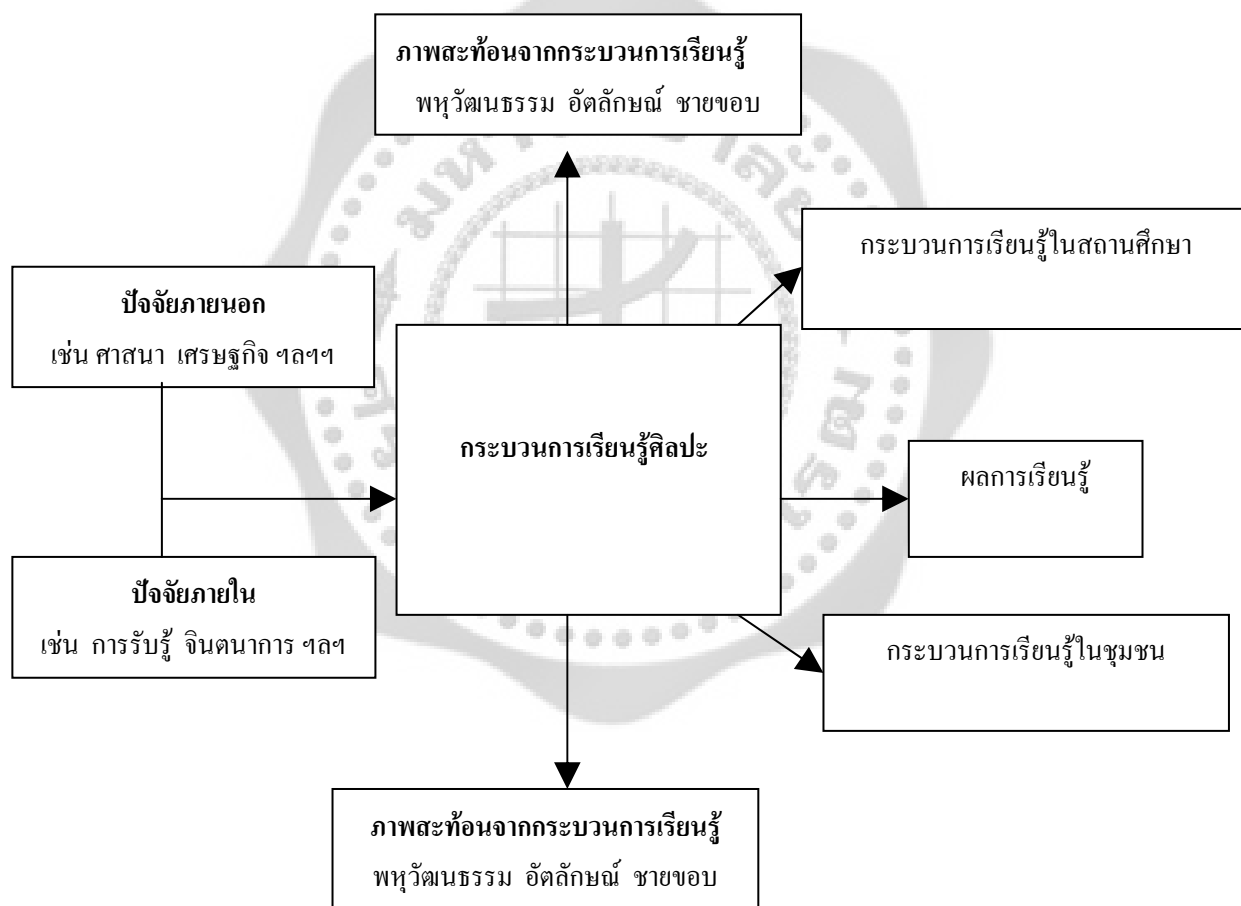 ภาพสะท้อนจากกระบวนการเรียนรู้
พหุวัฒนธรรม อัตลักษณ์ ชายขอบ
กระบวนการเรียนรู้ในสถานศึกษา
ปัจจัยภายนอก
เช่น ศาสนา เศรษฐกิจ ฯลฯฯ
กระบวนการเรียนรู้ศิลปะ
ผลการเรียนรู้
ปัจจัยภายใน
เช่น การรับรู้ จินตนาการ ฯลฯ
กระบวนการเรียนรู้ในชุมชน
ภาพสะท้อนจากกระบวนการเรียนรู้
พหุวัฒนธรรม อัตลักษณ์ ชายขอบ